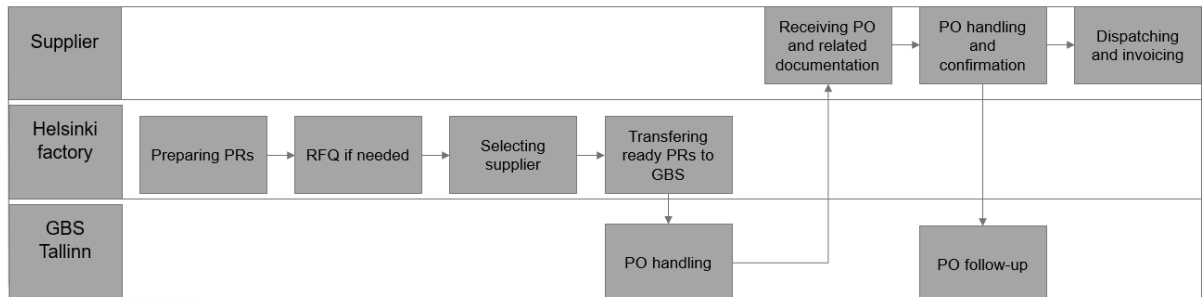 Supplier
Receiving PO
and related
documentation
PO handling
and
confirmation
Dispatching
and invoicing
Helsinki
factory
Preparing PRs
RFQ if needed
Selecting
supplier
Transfering
ready PRs to
GBS
GBS
Tallinn
PO handling
PO follow-up